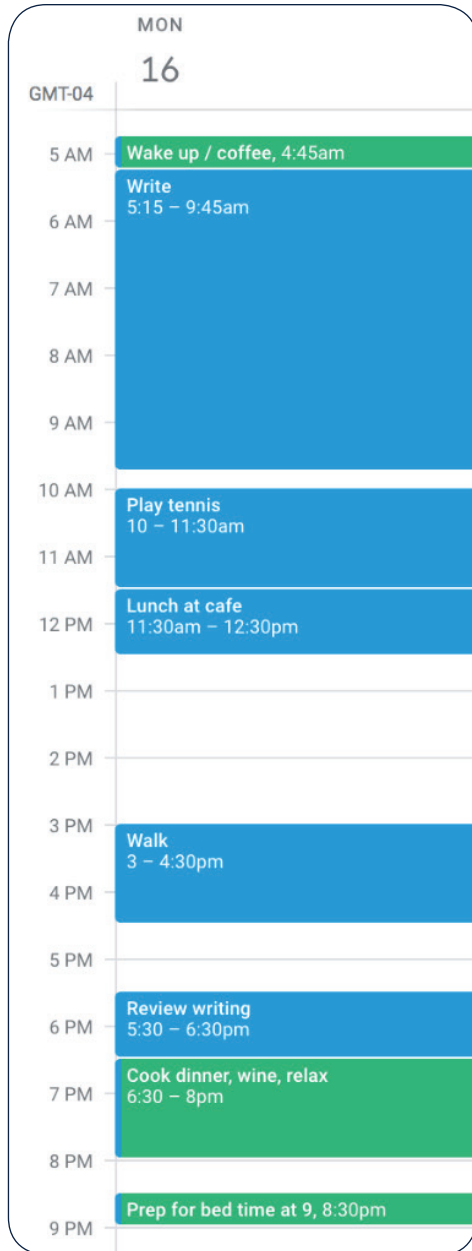 MON
16
GMT-04
5 AM
Wake up / coffee, 4:45am
Write
5:15 – 9:45am
6 AM
7 AM
8 AM
9 AM
10 AM
Play tennis
10 – 11:30am
11 AM
Lunch at cafe
12 PM
11:30am – 12:30pm
1 PM
2 PM
3 PM
Walk
3 – 4:30pm
4 PM
5 PM
Review writing
6 PM
5:30 – 6:30pm
Cook dinner, wine, relax
7 PM
6:30 – 8pm
8 PM
Prep for bed time at 9, 8:30pm
9 PM